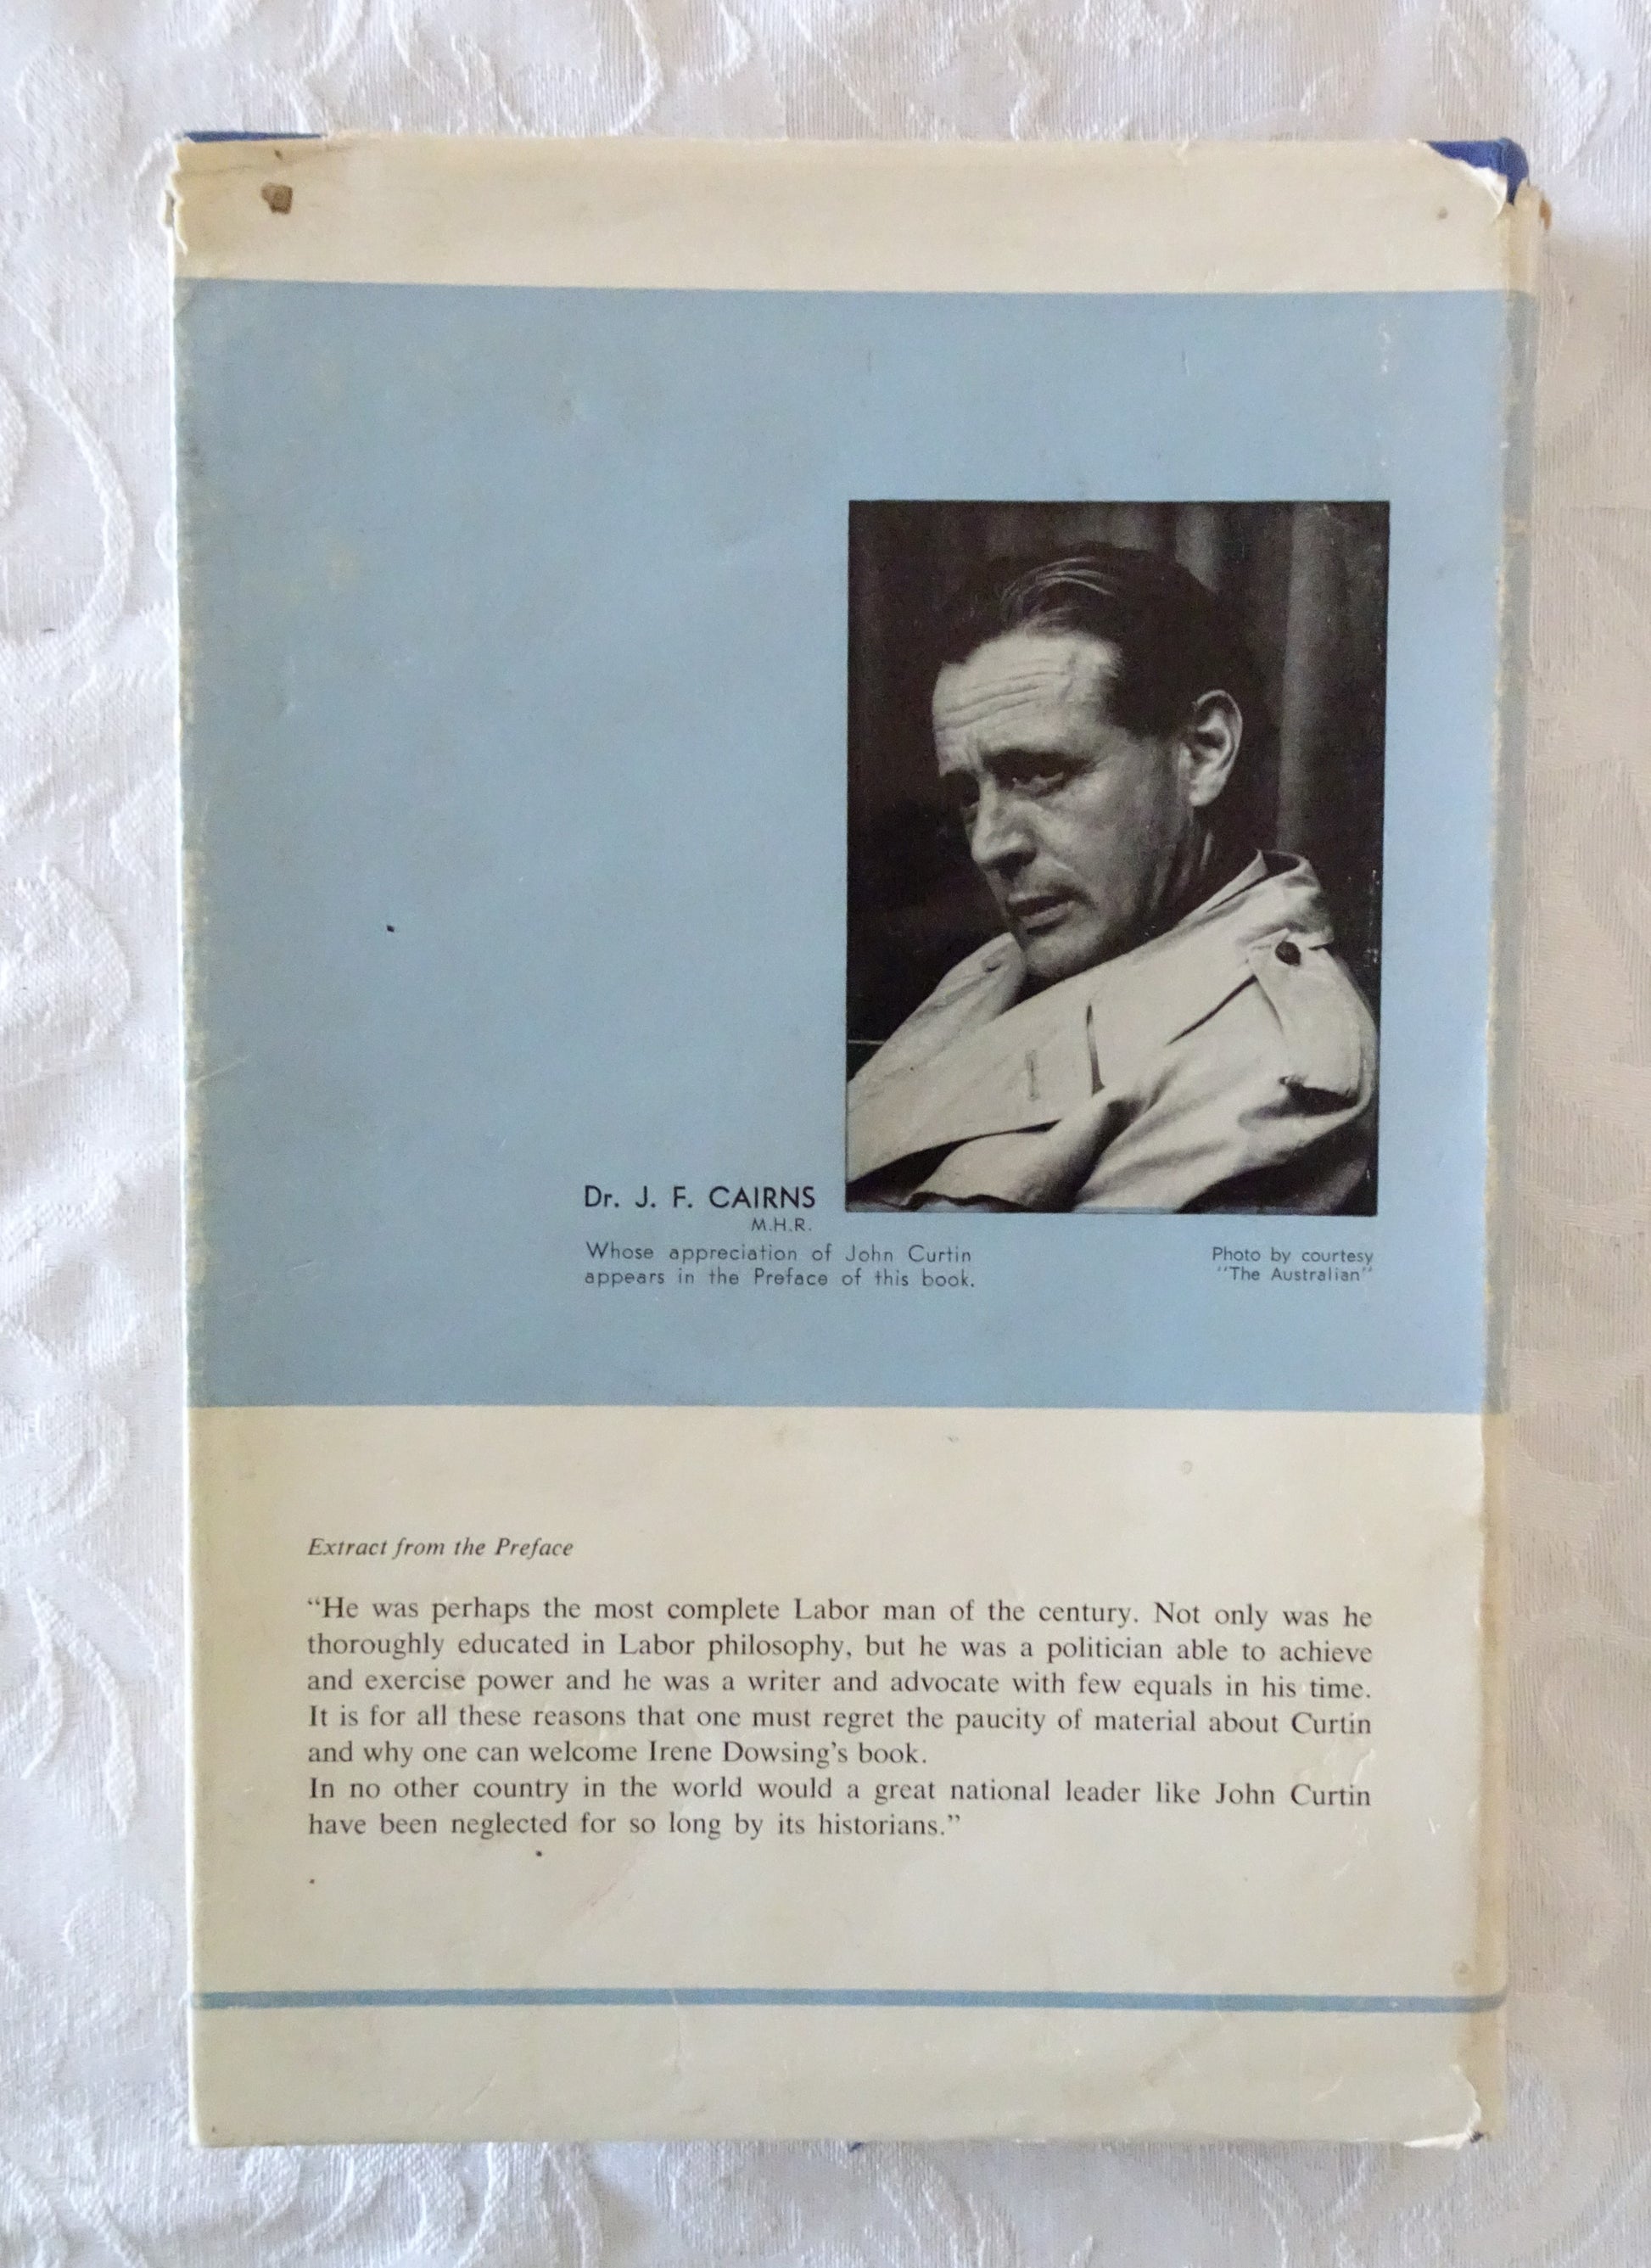 Dr. J. F. CAIRNS
M.H.R.
Whose appreciation of John Curtin
appears in the Preface of this book.
Photo by courtesy
"The Australian"
Extract from the Preface
“He was perhaps the most complete Labor man of the century. Not only was he
thoroughly educated in Labor philosophy, but he was a politician able to achieve
and exercise power and he was a writer and advocate with few equals in his time.
It is for all these reasons that one must regret the paucity of material about Curtin
and why one can welcome Irene Dowsing’s book.
In no other country in the world would a great national leader like John Curtin
have been neglected for so long by its historians.”